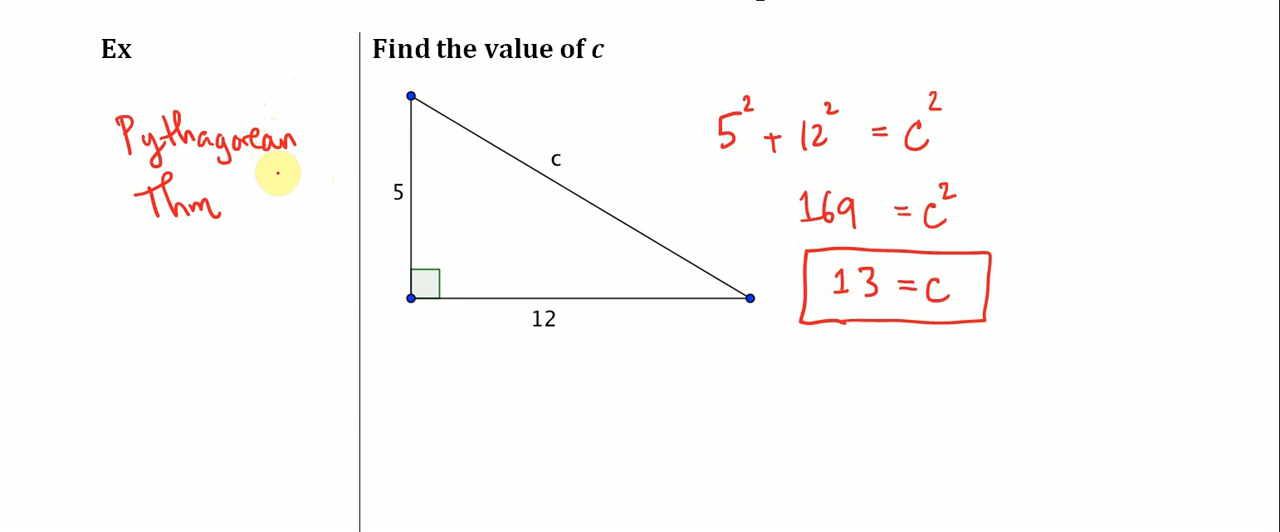 Ex
Pythagorean
Thm
Find the value of c
c
5
12
5² + 12² = c²
169 = c²
13 = c